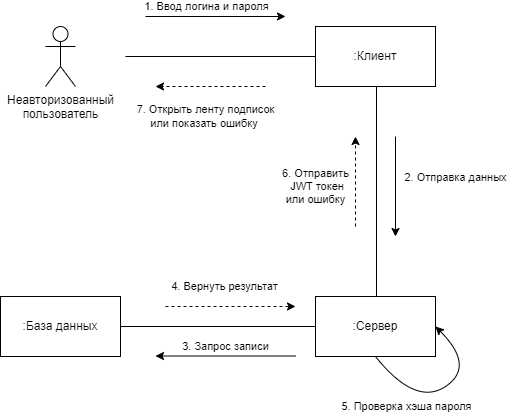 1. Ввод логина и пароля
:Клиент
Неавторизованный
пользователь
7. Открыть ленту подписок
или показать ошибку
6. Отправить
JWT токен
или ошибку
2. Отправка данных
4. Вернуть результат
:База данных
:Сервер
3. Запрос записи
5. Проверка хэша пароля